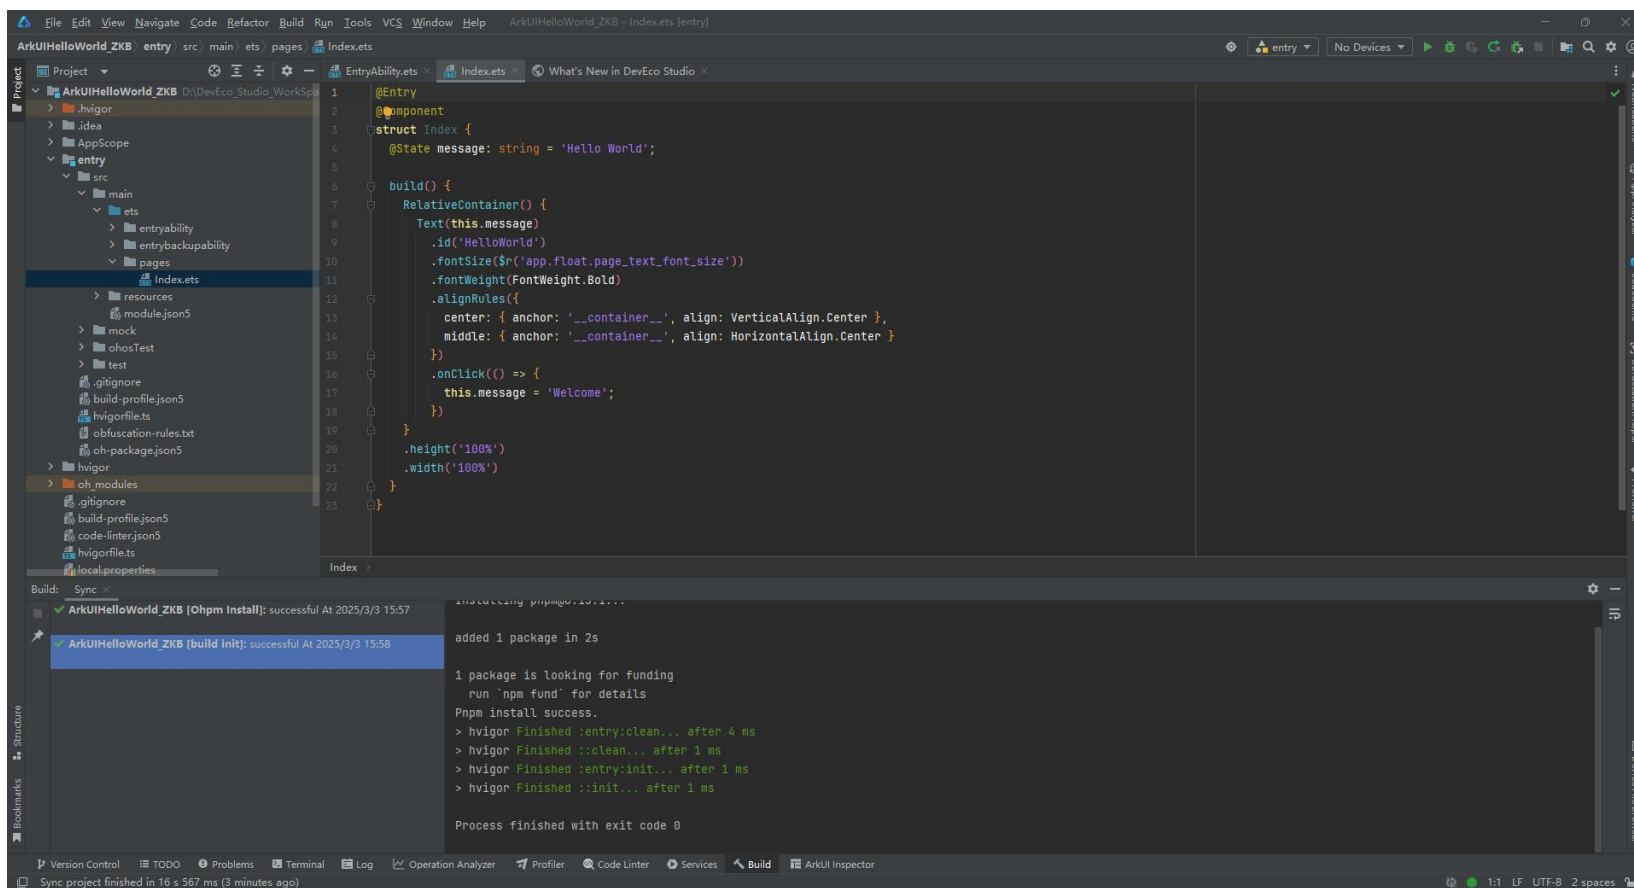 File Edit View Navigate Code Refactor Build Run Tools VCS Window Help ArkUIHelloWorld_ZKB - Index.ets [entry]
ArkUIHelloWorld_ZKB entry src main ets pages Index.ets
entry No Devices
Project
EntryAbility.ets Index.ets What's New in DevEco Studio
Project
ArkUIHelloWorld_ZKB D:\DevEco_Studio_WorkSpa
.hvigor
.idea
AppScope
entry
src
main
ets
entryability
entrybackupability
pages
Index.ets
resources
module.json5
mock
ohosTest
test
.gitignore
build-profile.json5
hvigorfile.ts
obfuscation-rules.txt
oh-package.json5
hvigor
oh_modules
.gitignore
build-profile.json5
code-linter.json5
hvigorfile.ts
local.properties
1 @Entry
2 @Component
3 struct Index {
4 @State message: string = 'Hello World';
5
6 build() {
7 RelativeContainer() {
8 Text(this.message)
9 .id('HelloWorld')
10 .fontSize($r('app.float.page_text_font_size'))
11 .fontWeight(FontWeight.Bold)
12 .alignRules({
13 center: { anchor: '__container__', align: VerticalAlign.Center },
14 middle: { anchor: '__container__', align: HorizontalAlign.Center }
15 })
16 .onClick(() => {
17 this.message = 'Welcome';
18 })
19 }
20 .height('100%')
21 .width('100%')
22 }
23 }
Index
Build: Sync
ArkUIHelloWorld_ZKB [Ohpm Install]: successful At 2025/3/3 15:57
ArkUIHelloWorld_ZKB [build init]: successful At 2025/3/3 15:58
added 1 package in 2s
1 package is looking for funding
run `npm fund` for details
Pnpm install success.
> hvigor Finished :entry:clean... after 4 ms
> hvigor Finished ::clean... after 1 ms
> hvigor Finished :entry:init... after 1 ms
> hvigor Finished ::init... after 1 ms
Process finished with exit code 0
Structure
Bookmarks
Version Control TODO Problems Terminal Log Operation Analyzer Profiler Code Linter Services Build ArkUI Inspector
Sync project finished in 16 s 567 ms (3 minutes ago) 1:1 LF UTF-8 2 spaces